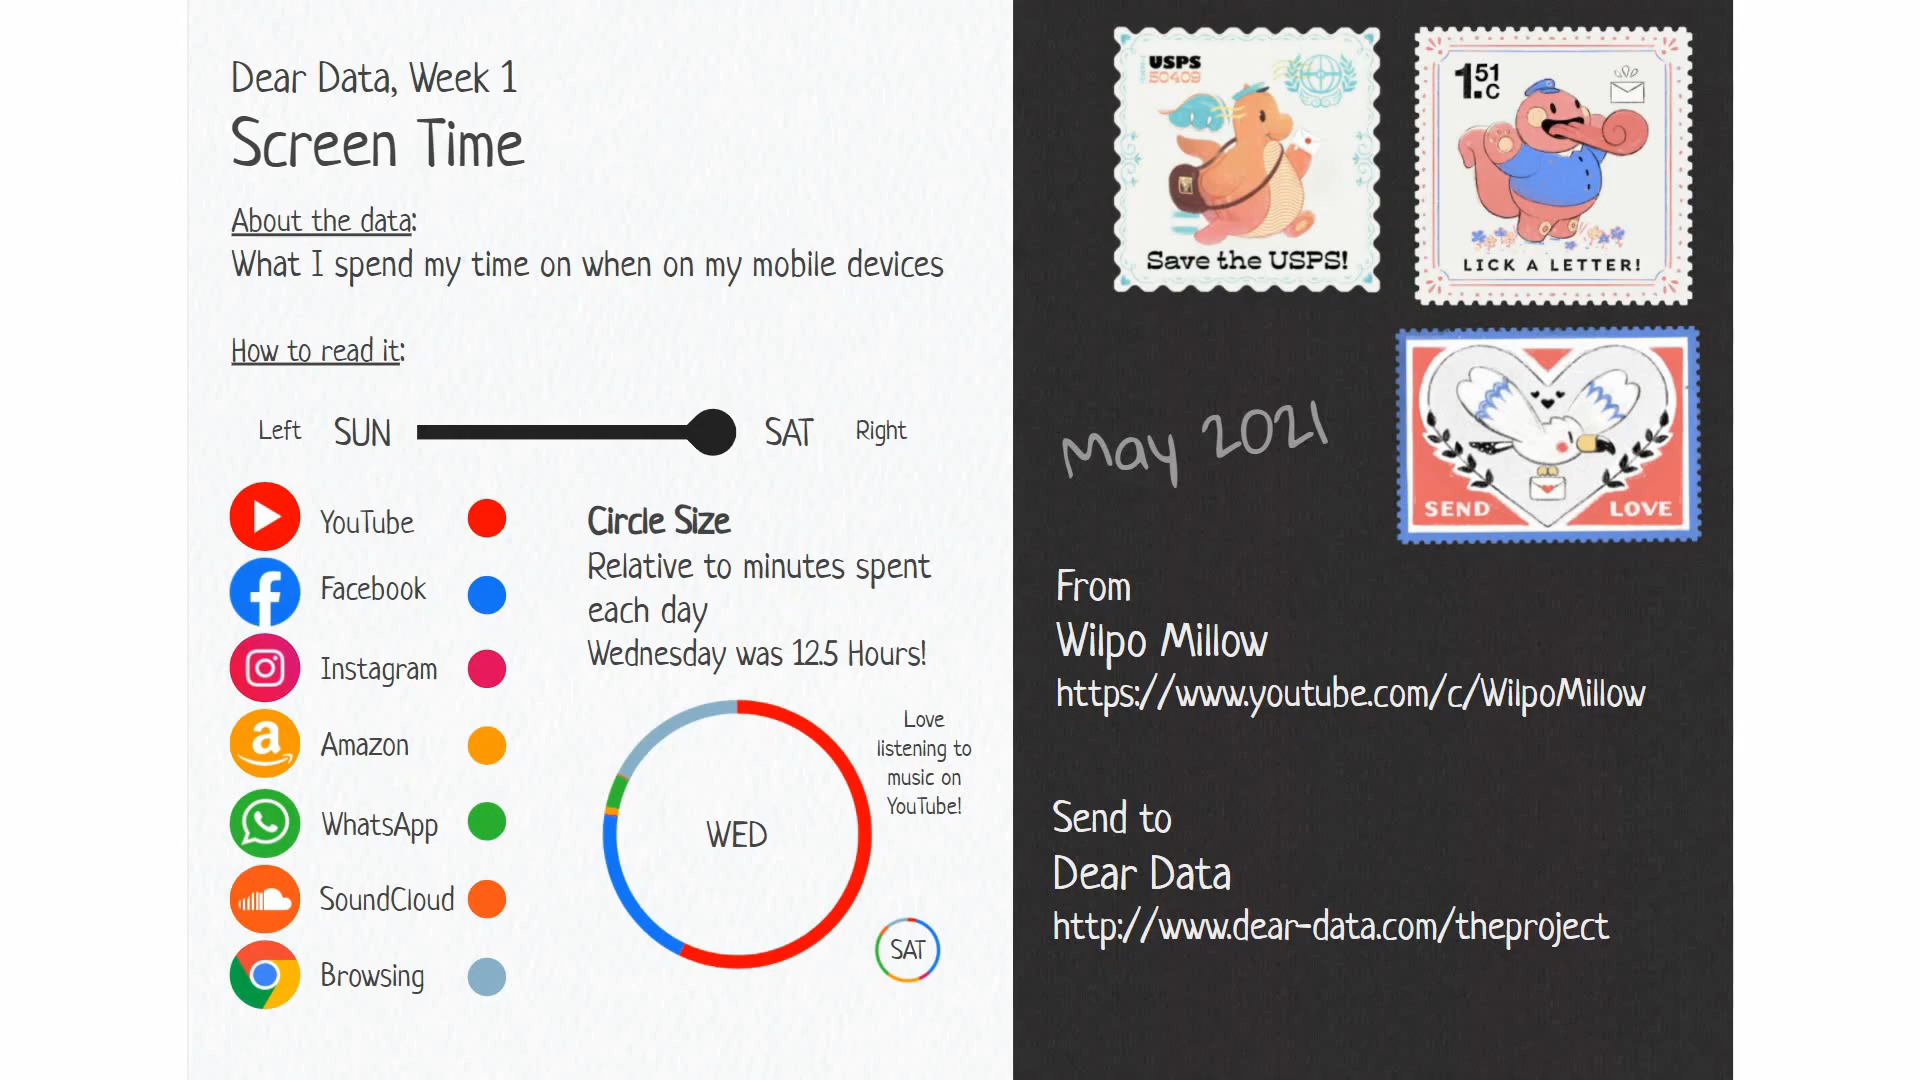 Dear Data, Week 1
Screen Time
About the data:
What I spend my time on when on my mobile devices
How to read it:
Left SUN SAT Right
YouTube
Facebook
Instagram
Amazon
WhatsApp
SoundCloud
Browsing
Circle Size
Relative to minutes spent
each day
Wednesday was 12.5 Hours!
Love
listening to
music on
YouTube!
WED
SAT
USPS
50409
Save the USPS!
1.51
C
LICK A LETTER!
SEND LOVE
May 2021
From
Wilpo Millow
https://www.youtube.com/c/WilpoMillow
Send to
Dear Data
http://www.dear-data.com/theproject